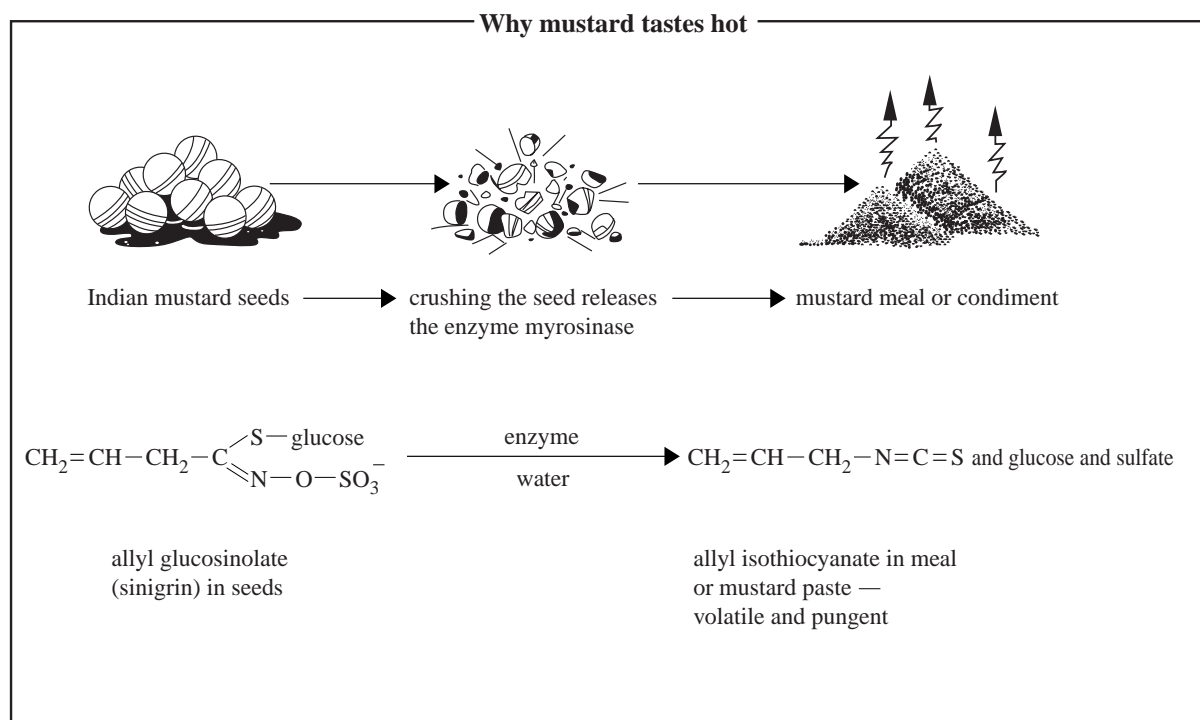 Why mustard tastes hot
Indian mustard seeds
crushing the seed releases
the enzyme myrosinase
mustard meal or condiment
S—glucose
CH₂=CH—CH₂—C
N—O—SO₃⁻
enzyme
water
CH₂=CH—CH₂—N=C=S and glucose and sulfate
allyl glucosinolate
(sinigrin) in seeds
allyl isothiocyanate in meal
or mustard paste —
volatile and pungent